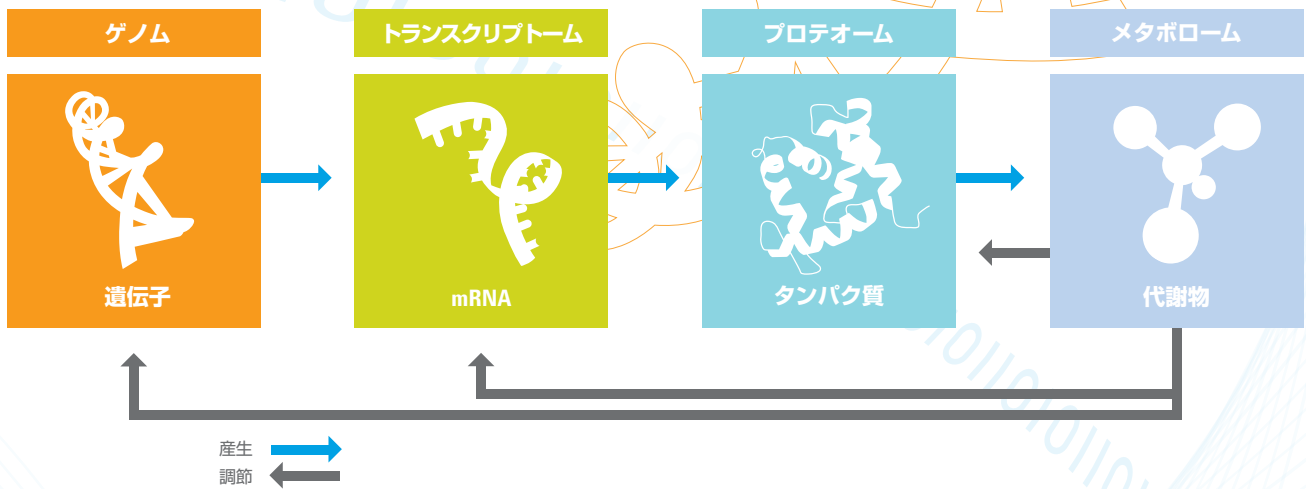 ゲノム
トランスクリプトーム
プロテオーム
メタボローム
遺伝子
mRNA
タンパク質
代謝物
産生
調節